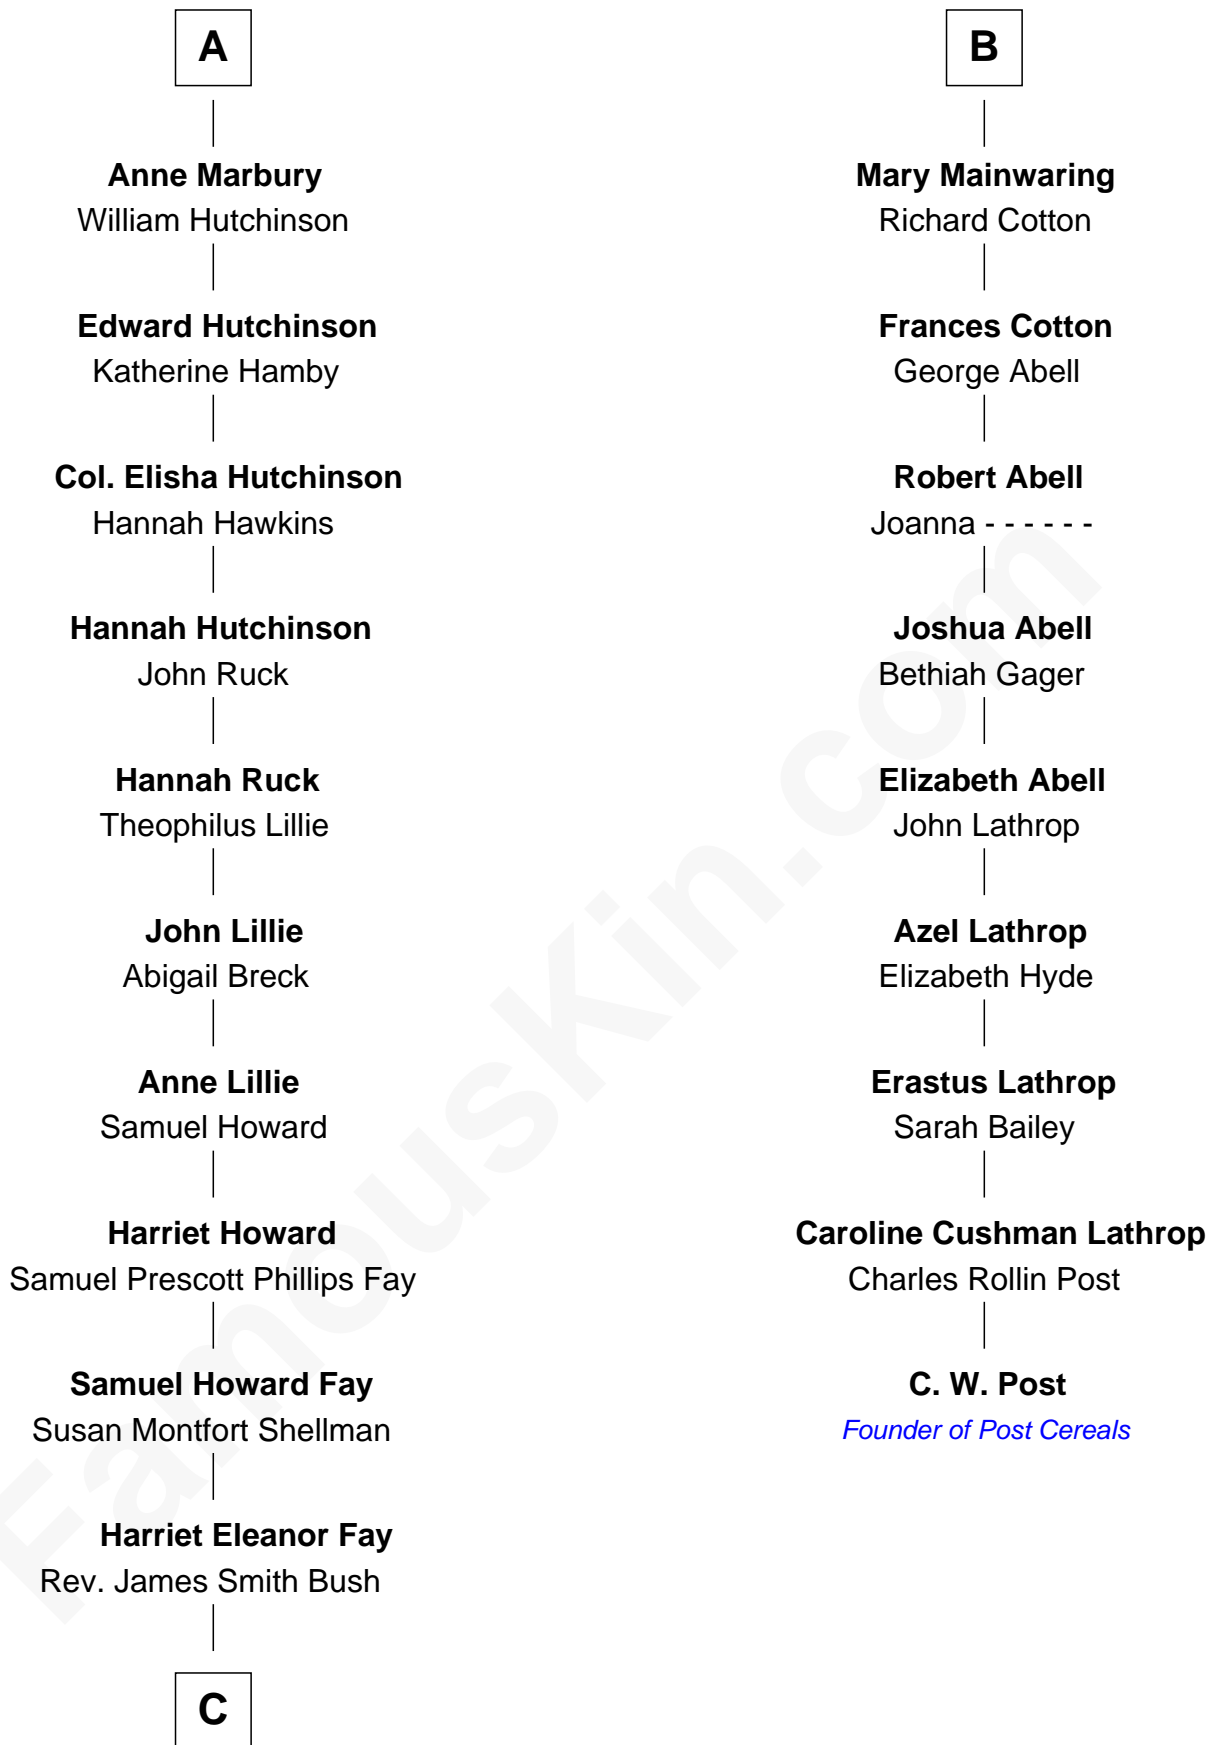 A
Anne Marbury
William Hutchinson
Edward Hutchinson
Katherine Hamby
Col. Elisha Hutchinson
Hannah Hawkins
Hannah Hutchinson
John Ruck
Hannah Ruck
Theophilus Lillie
John Lillie
Abigail Breck
Anne Lillie
Samuel Howard
Harriet Howard
Samuel Prescott Phillips Fay
Samuel Howard Fay
Susan Montfort Shellman
Harriet Eleanor Fay
Rev. James Smith Bush
C
B
Mary Mainwaring
Richard Cotton
Frances Cotton
George Abell
Robert Abell
Joanna - - - - - -
Joshua Abell
Bethiah Gager
Elizabeth Abell
John Lathrop
Azel Lathrop
Elizabeth Hyde
Erastus Lathrop
Sarah Bailey
Caroline Cushman Lathrop
Charles Rollin Post
C. W. Post
Founder of Post Cereals
FamousKin.com